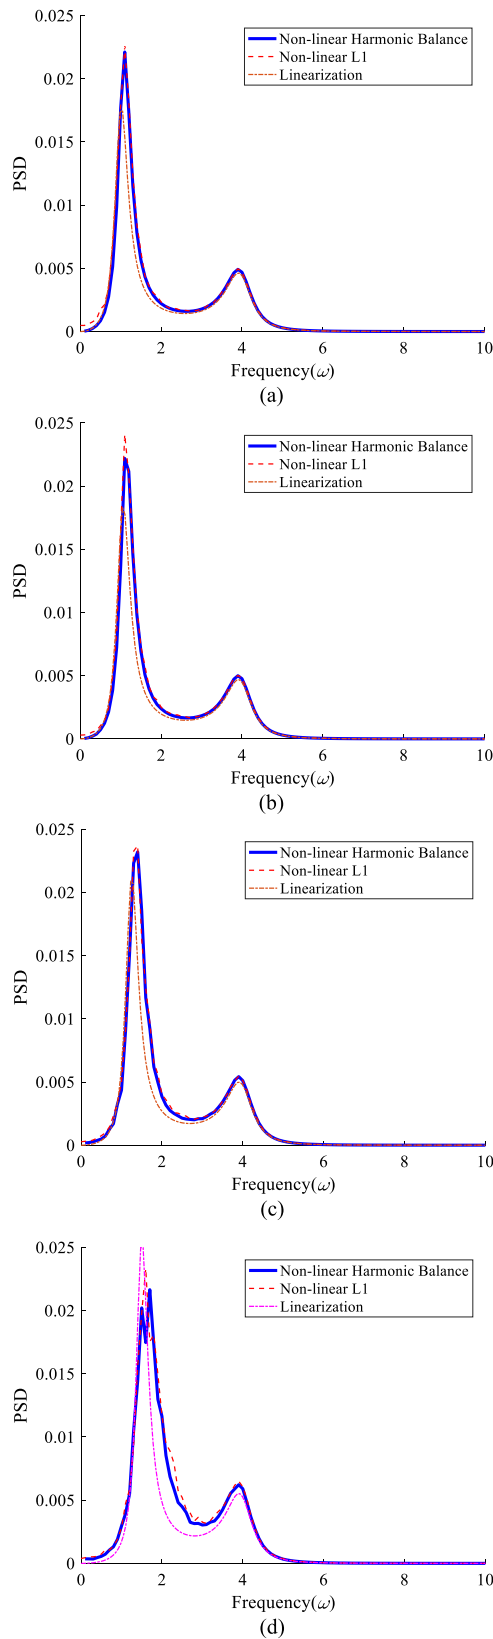 0.025
Non-linear Harmonic Balance
Non-linear L1
Linearization
0.02
0.015
PSD
0.01
0.005
0
0 2 4 6 8 10
Frequency(ω)
(a)
0.025
Non-linear Harmonic Balance
Non-linear L1
Linearization
0.02
0.015
PSD
0.01
0.005
0
0 2 4 6 8 10
Frequency(ω)
(b)
0.025
Non-linear Harmonic Balance
Non-linear L1
Linearization
0.02
0.015
PSD
0.01
0.005
0
0 2 4 6 8 10
Frequency(ω)
(c)
0.025
Non-linear Harmonic Balance
Non-linear L1
Linearization
0.02
0.015
PSD
0.01
0.005
0
0 2 4 6 8 10
Frequency(ω)
(d)